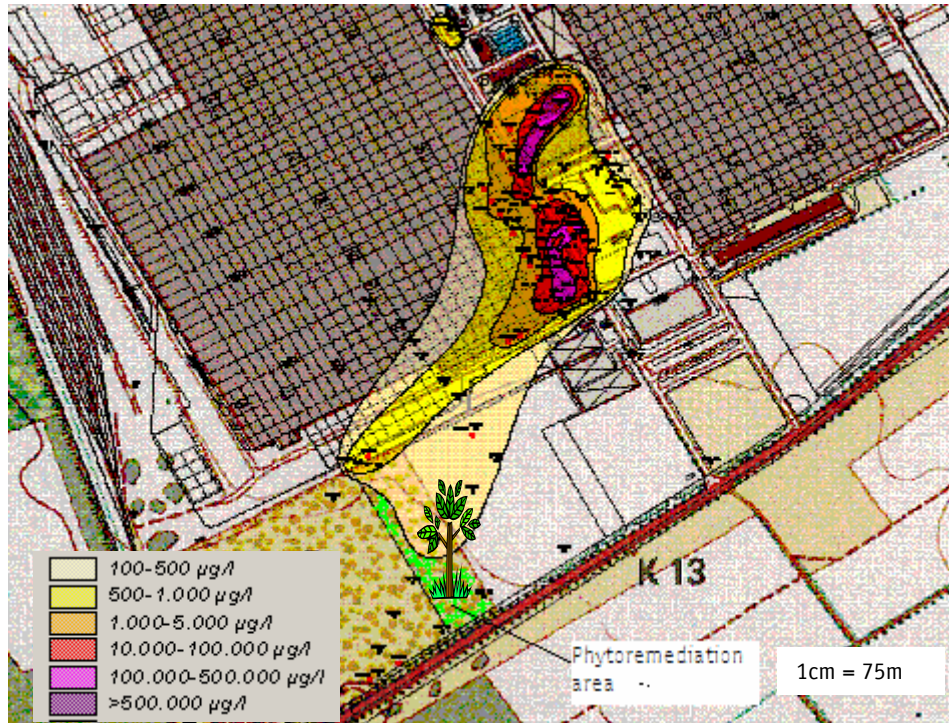 K 13
100-500 µg/l
500-1.000 µg/l
1.000-5.000 µg/l
10.000-100.000 µg/l
100.000-500.000 µg/l
>500.000 µg/l
Phytoremediation
area
1cm = 75m